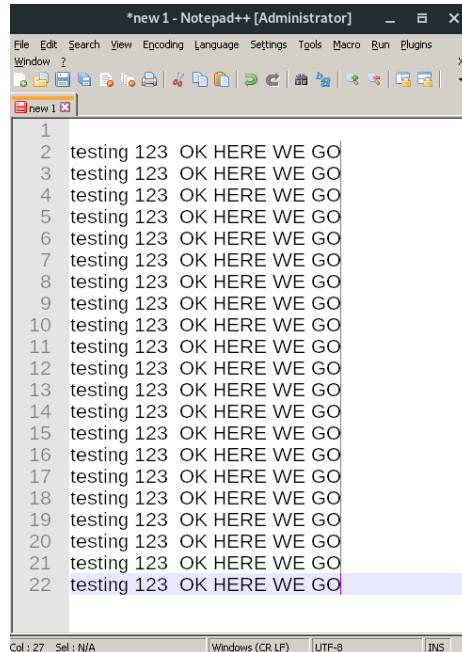 *new 1 - Notepad++ [Administrator]
File Edit Search View Encoding Language Settings Tools Macro Run Plugins
Window ?
new 1
1
2 testing 123  OK HERE WE GO
3 testing 123  OK HERE WE GO
4 testing 123  OK HERE WE GO
5 testing 123  OK HERE WE GO
6 testing 123  OK HERE WE GO
7 testing 123  OK HERE WE GO
8 testing 123  OK HERE WE GO
9 testing 123  OK HERE WE GO
10 testing 123  OK HERE WE GO
11 testing 123  OK HERE WE GO
12 testing 123  OK HERE WE GO
13 testing 123  OK HERE WE GO
14 testing 123  OK HERE WE GO
15 testing 123  OK HERE WE GO
16 testing 123  OK HERE WE GO
17 testing 123  OK HERE WE GO
18 testing 123  OK HERE WE GO
19 testing 123  OK HERE WE GO
20 testing 123  OK HERE WE GO
21 testing 123  OK HERE WE GO
22 testing 123  OK HERE WE GO
Col : 27 Sel : N/A Windows (CR LF) UTF-8 INS